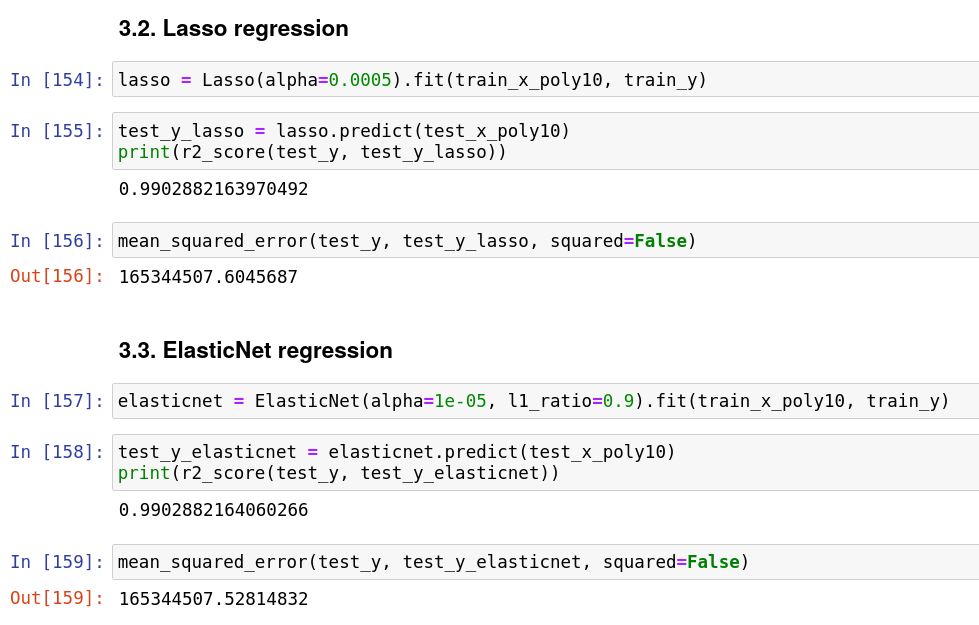 3.2. Lasso regression
In [154]: lasso = Lasso(alpha=0.0005).fit(train_x_poly10, train_y)
In [155]: test_y_lasso = lasso.predict(test_x_poly10)
print(r2_score(test_y, test_y_lasso))
0.9902882163970492
In [156]: mean_squared_error(test_y, test_y_lasso, squared=False)
Out[156]: 165344507.6045687
3.3. ElasticNet regression
In [157]: elasticnet = ElasticNet(alpha=1e-05, l1_ratio=0.9).fit(train_x_poly10, train_y)
In [158]: test_y_elasticnet = elasticnet.predict(test_x_poly10)
print(r2_score(test_y, test_y_elasticnet))
0.9902882164060266
In [159]: mean_squared_error(test_y, test_y_elasticnet, squared=False)
Out[159]: 165344507.52814832